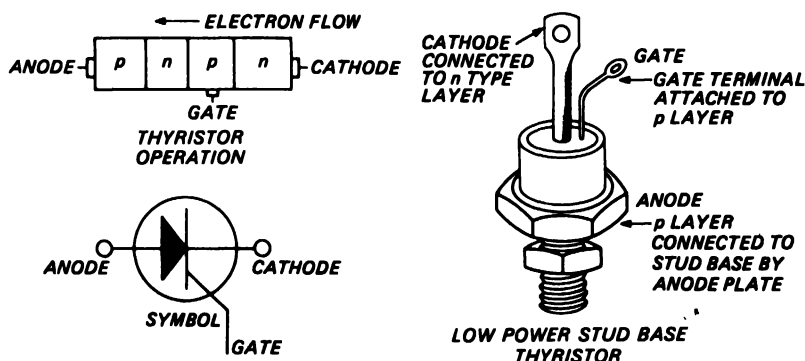 ELECTRON FLOW
ANODE
p n p n
CATHODE
GATE
THYRISTOR
OPERATION
ANODE
CATHODE
SYMBOL
GATE
CATHODE
CONNECTED
TO n TYPE
LAYER
GATE
GATE TERMINAL
ATTACHED TO
p LAYER
ANODE
p LAYER
CONNECTED TO
STUD BASE BY
ANODE PLATE
LOW POWER STUD BASE
THYRISTOR